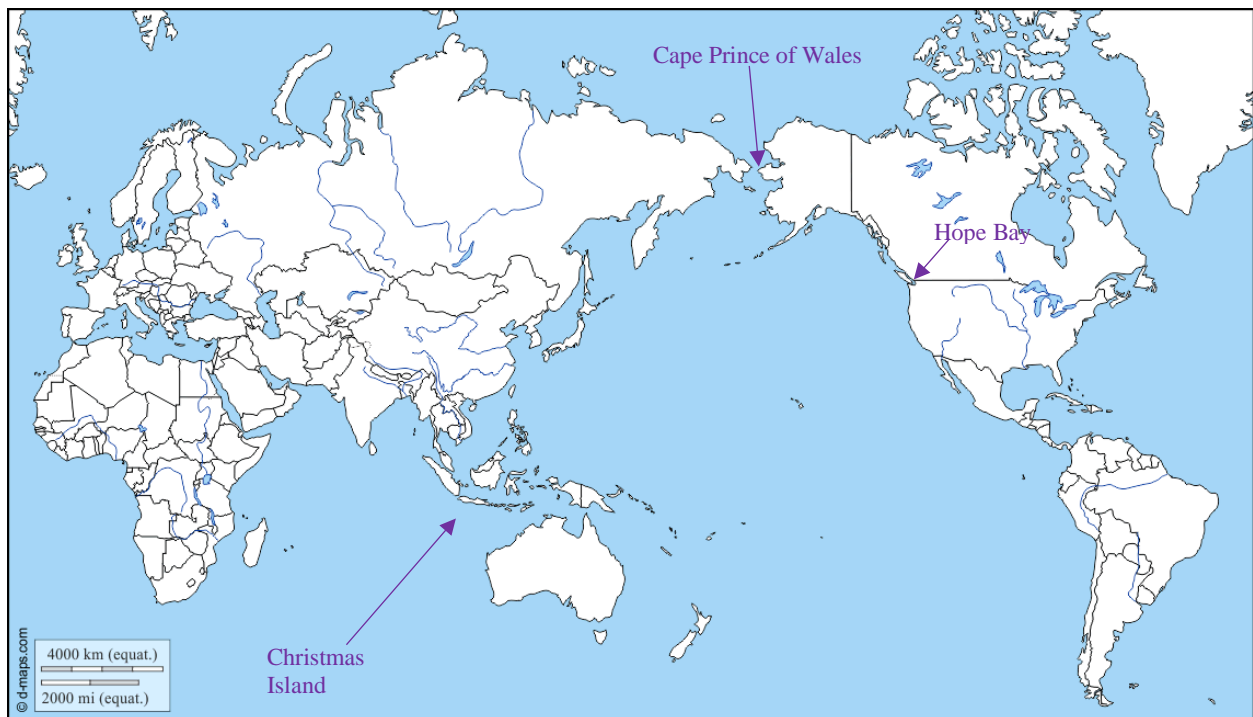 Cape Prince of Wales
Hope Bay
Christmas
Island
4000 km (equat.)
2000 mi (equat.)
© d-maps.com